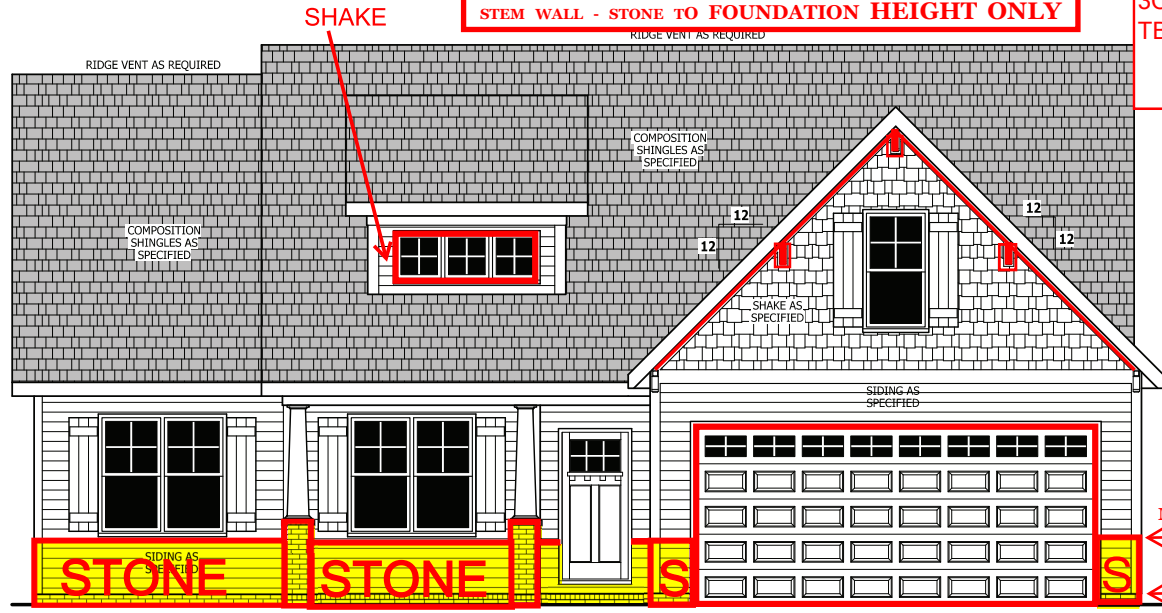 SHAKE
STEM WALL - STONE TO FOUNDATION HEIGHT ONLY
RIDGE VENT AS REQUIRED
RIDGE VENT AS REQUIRED
COMPOSITION
SHINGLES AS
SPECIFIED
COMPOSITION
SHINGLES AS
SPECIFIED
12
12
12
12
SHAKE AS
SPECIFIED
SIDING AS
SPECIFIED
SIDING AS
STONE
STONE
S
S